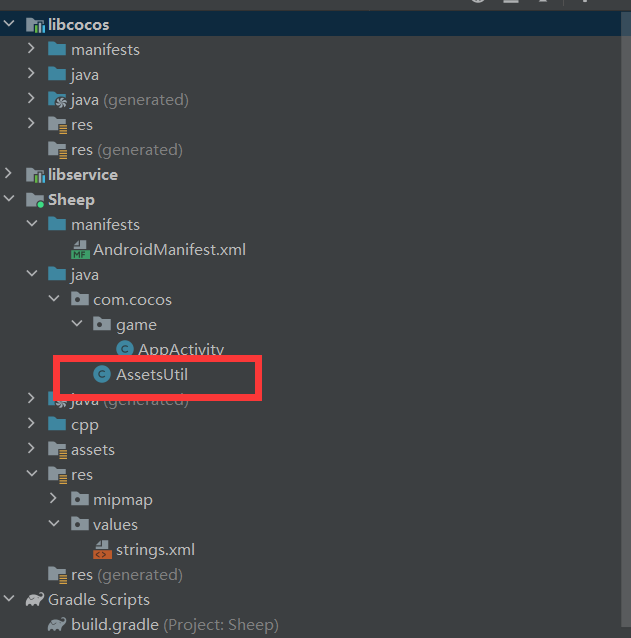 libcocos
manifests
java
java (generated)
res
res (generated)
libservice
Sheep
manifests
MF AndroidManifest.xml
java
com.cocos
game
C AppActivity
C AssetsUtil
java (generated)
cpp
assets
res
mipmap
values
<> strings.xml
res (generated)
Gradle Scripts
build.gradle (Project: Sheep)